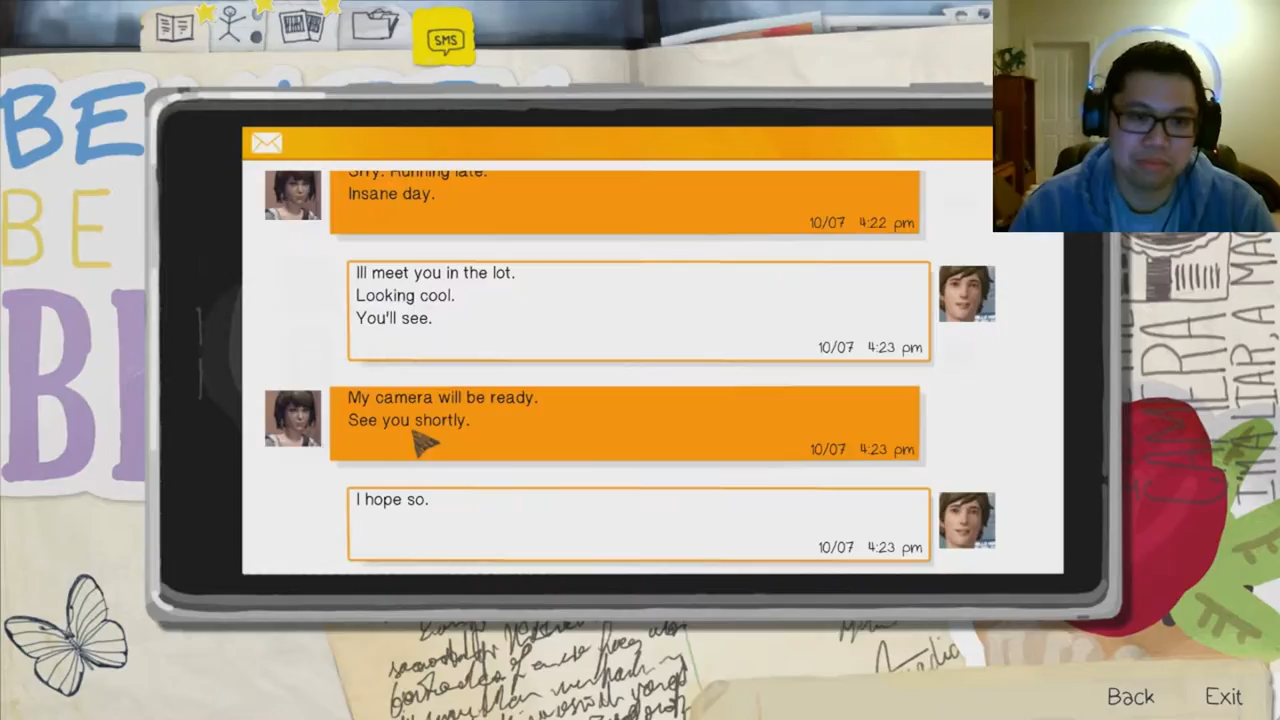 SMS
BE
BE
Srry. Running late.
Insane day.
10/07 4:22 pm
Ill meet you in the lot.
Looking cool.
You'll see.
10/07 4:23 pm
My camera will be ready.
See you shortly.
10/07 4:23 pm
I hope so.
10/07 4:23 pm
CAMERA
Back
Exit